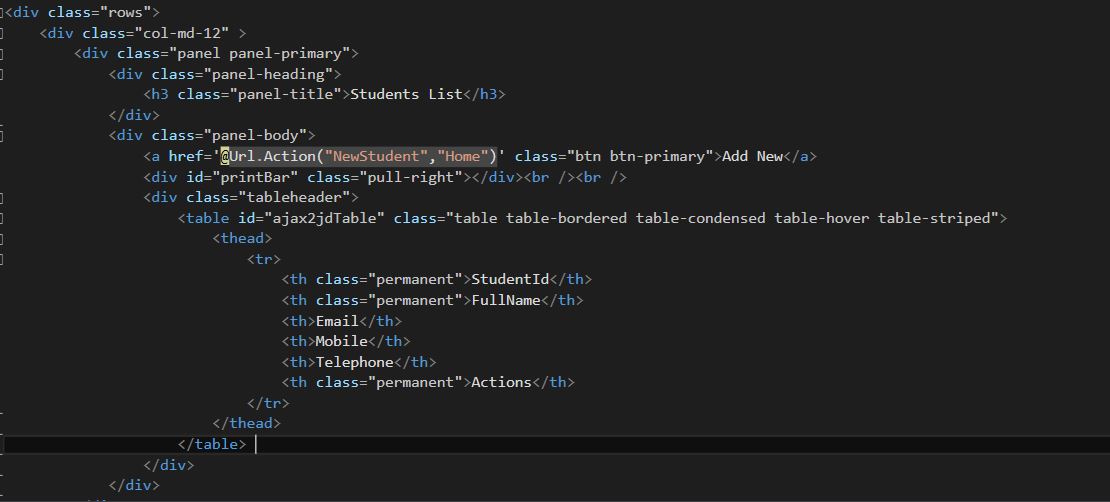 <div class="rows">
<div class="col-md-12" >
<div class="panel panel-primary">
<div class="panel-heading">
<h3 class="panel-title">Students List</h3>
</div>
<div class="panel-body">
<a href='@Url.Action("NewStudent","Home")' class="btn btn-primary">Add New</a>
<div id="printBar" class="pull-right"></div><br /><br />
<div class="tableheader">
<table id="ajax2jdTable" class="table table-bordered table-condensed table-hover table-striped">
<thead>
<tr>
<th class="permanent">StudentId</th>
<th class="permanent">FullName</th>
<th>Email</th>
<th>Mobile</th>
<th>Telephone</th>
<th class="permanent">Actions</th>
</tr>
</thead>
</table>
</div>
</div>